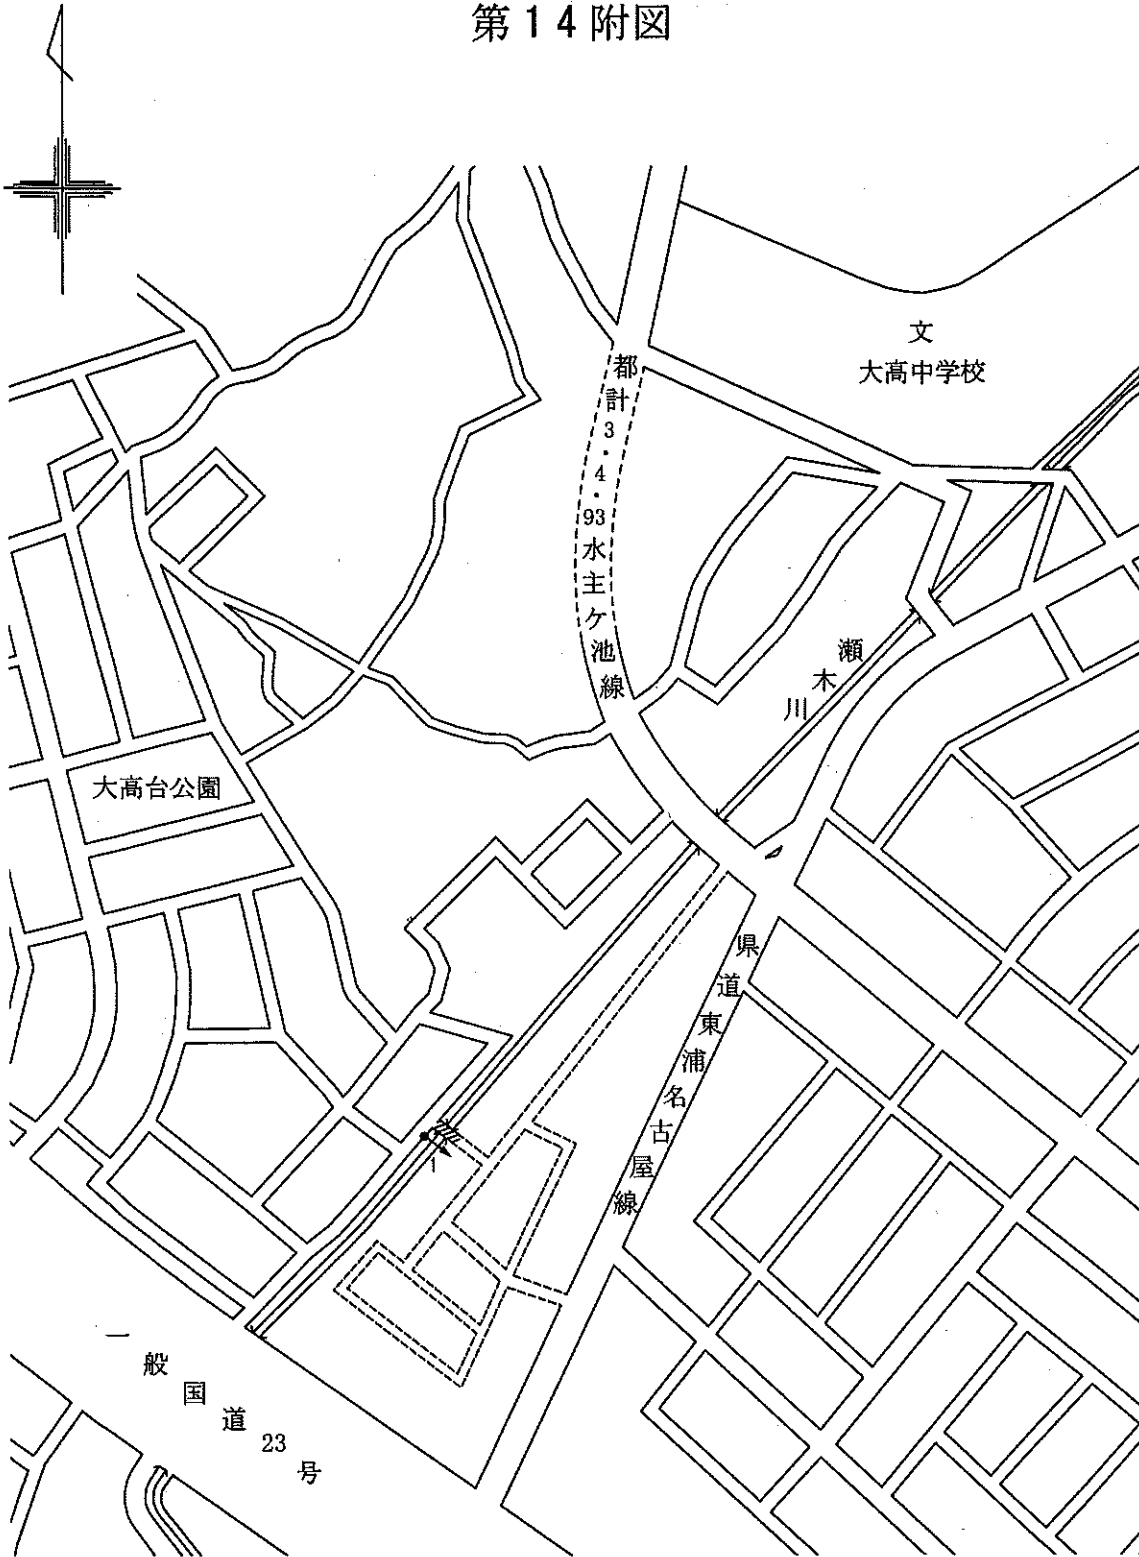 第14附図
文
大高中学校
都計3・4・93水主ケ池線
瀬木川
大高台公園
県道東浦名古屋線
1
一般国道23号